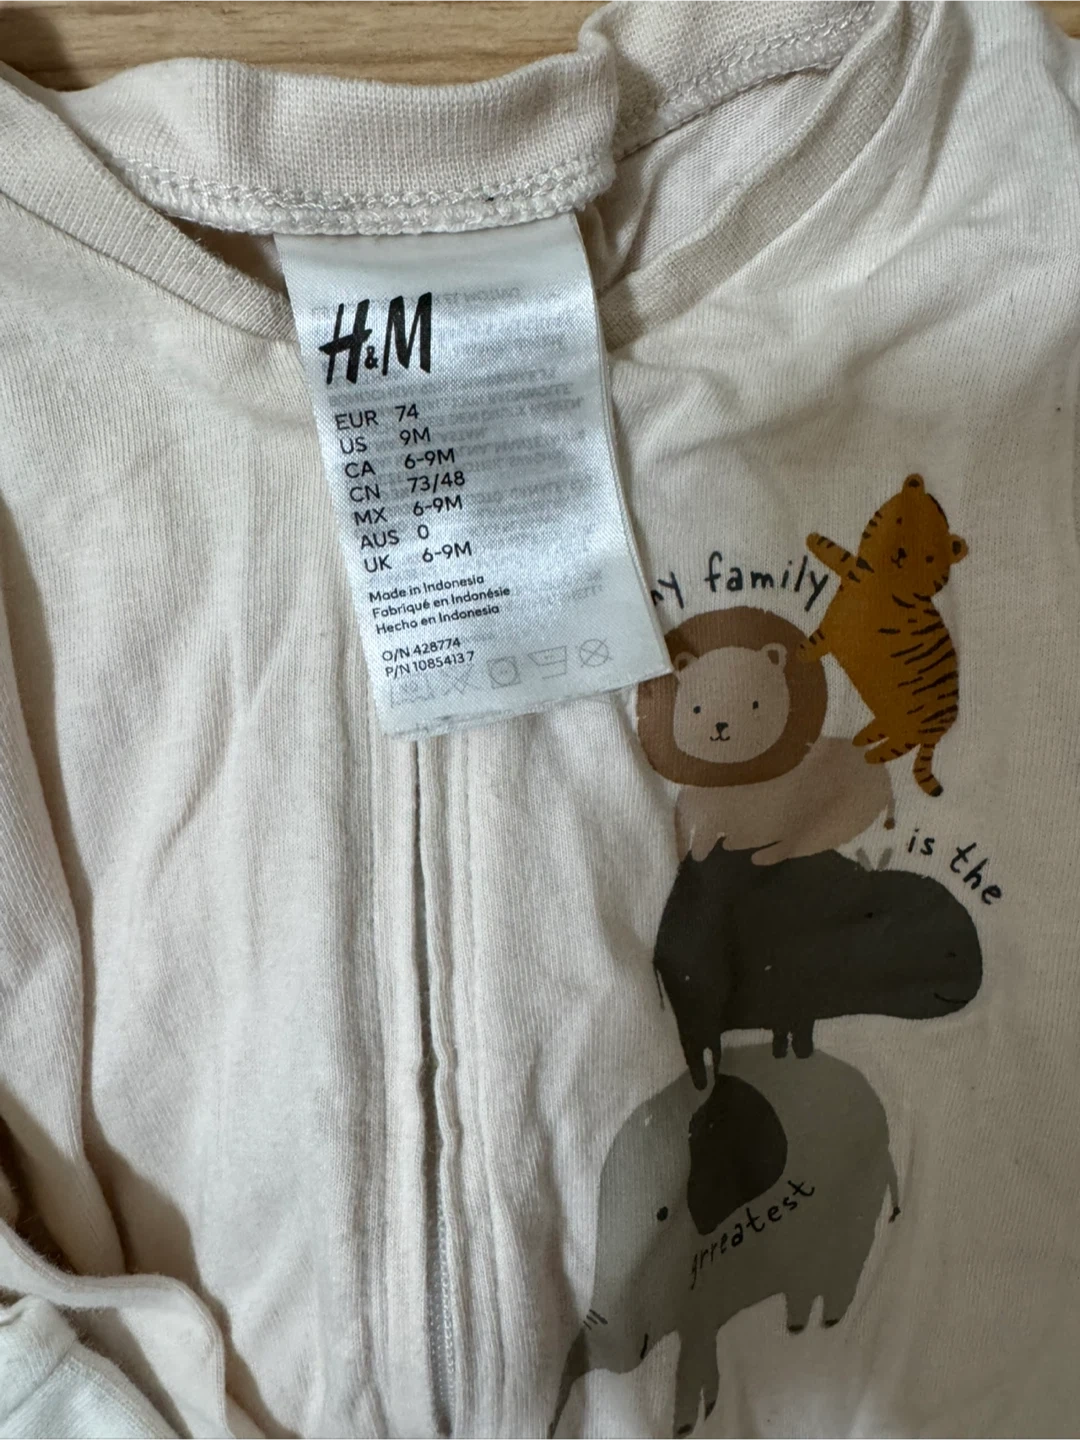 H&M
EUR 74
US 9M
CA 6-9M
CN 73/48
MX 6-9M
AUS 0
UK 6-9M
Made in Indonesia
Fabriqué en Indonésie
Hecho en Indonesia
O/N 428774
P/N 10854137
family
is the
grreatest